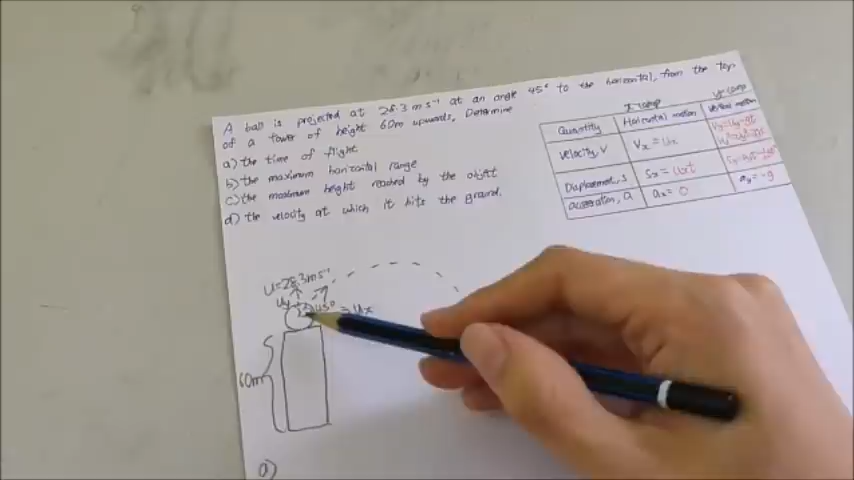 A ball is projected at 28.3 ms⁻¹ at an angle 45° to the horizontal, from the top
of a tower of height 60m upwards, Determine
a) the time of flight
b) the maximum horizontal range
c) the maximum height reached by the object
d) the velocity at which it hits the ground.
x comp
y comp
Quantity Horizontal motion Vertical motion
Velocity, V Vx = Ux
Displacement, s Sx = Uxt
acceleration, a ax = 0 ay = -g
U = 28.3ms⁻¹
Uy
45° Ux
60m
a)